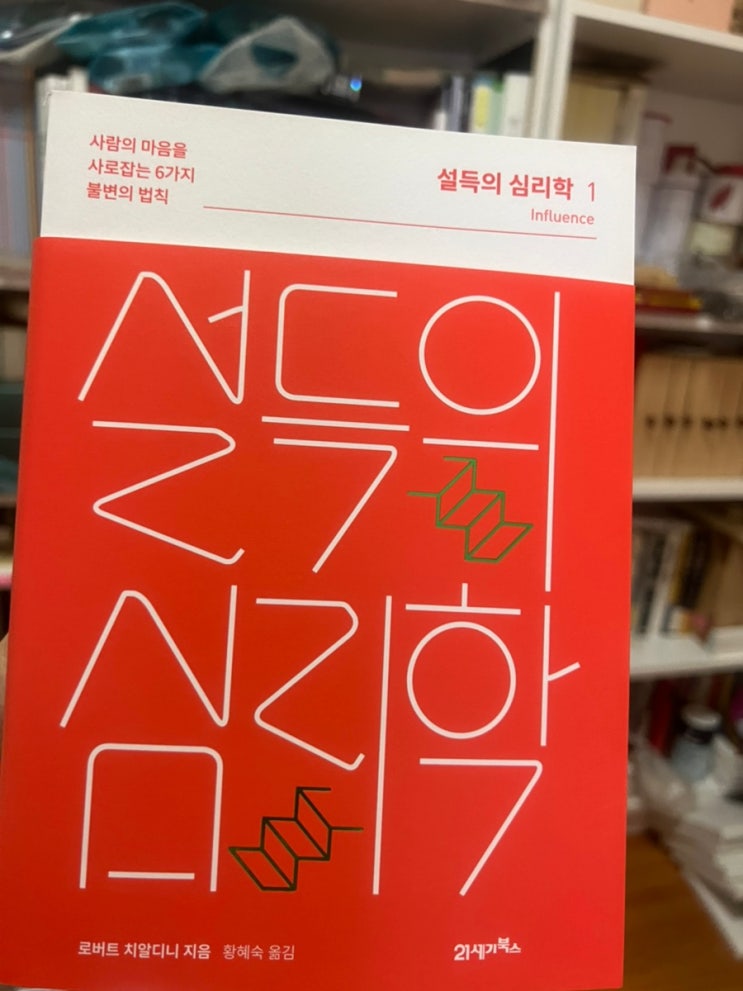 사람의 마음을
사로잡는 6가지
불변의 법칙
설득의 심리학 1
Influence
설득의
심리학
로버트 치알디니 지음 황혜숙 옮김
21세기북스